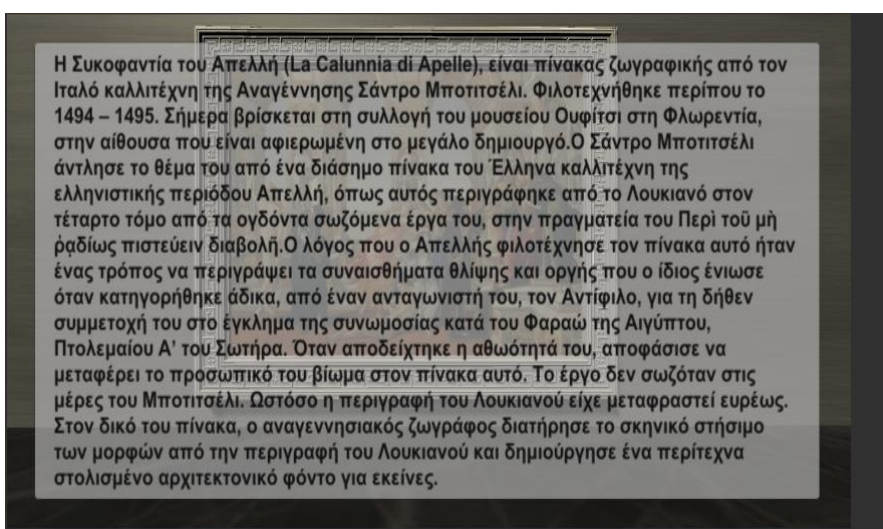 Η Συκοφαντία του Απελλή (La Calunnia di Apelle), είναι πίνακας ζωγραφικής από τον
Ιταλό καλλιτέχνη της Αναγέννησης Σάντρο Μποτιτσέλι. Φιλοτεχνήθηκε περίπου το
1494 – 1495. Σήμερα βρίσκεται στη συλλογή του μουσείου Ουφίτσι στη Φλωρεντία,
στην αίθουσα που είναι αφιερωμένη στο μεγάλο δημιουργό.Ο Σάντρο Μποτιτσέλι
άντλησε το θέμα του από ένα διάσημο πίνακα του Έλληνα καλλιτέχνη της
ελληνιστικής περιόδου Απελλή, όπως αυτός περιγράφηκε από το Λουκιανό στον
τέταρτο τόμο από τα ογδόντα σωζόμενα έργα του, στην πραγματεία του Περὶ τοῦ μὴ
ῥᾳδίως πιστεύειν διαβολῇ.Ο λόγος που ο Απελλής φιλοτέχνησε τον πίνακα αυτό ήταν
ένας τρόπος να περιγράψει τα συναισθήματα θλίψης και οργής που ο ίδιος ένιωσε
όταν κατηγορήθηκε άδικα, από έναν ανταγωνιστή του, τον Αντίφιλο, για τη δήθεν
συμμετοχή του στο έγκλημα της συνωμοσίας κατά του Φαραώ της Αιγύπτου,
Πτολεμαίου Α' του Σωτήρα. Όταν αποδείχτηκε η αθωότητά του, αποφάσισε να
μεταφέρει το προσωπικό του βίωμα στον πίνακα αυτό. Το έργο δεν σωζόταν στις
μέρες του Μποτιτσέλι. Ωστόσο η περιγραφή του Λουκιανού είχε μεταφραστεί ευρέως.
Στον δικό του πίνακα, ο αναγεννησιακός ζωγράφος διατήρησε το σκηνικό στήσιμο
των μορφών από την περιγραφή του Λουκιανού και δημιούργησε ένα περίτεχνα
στολισμένο αρχιτεκτονικό φόντο για εκείνες.